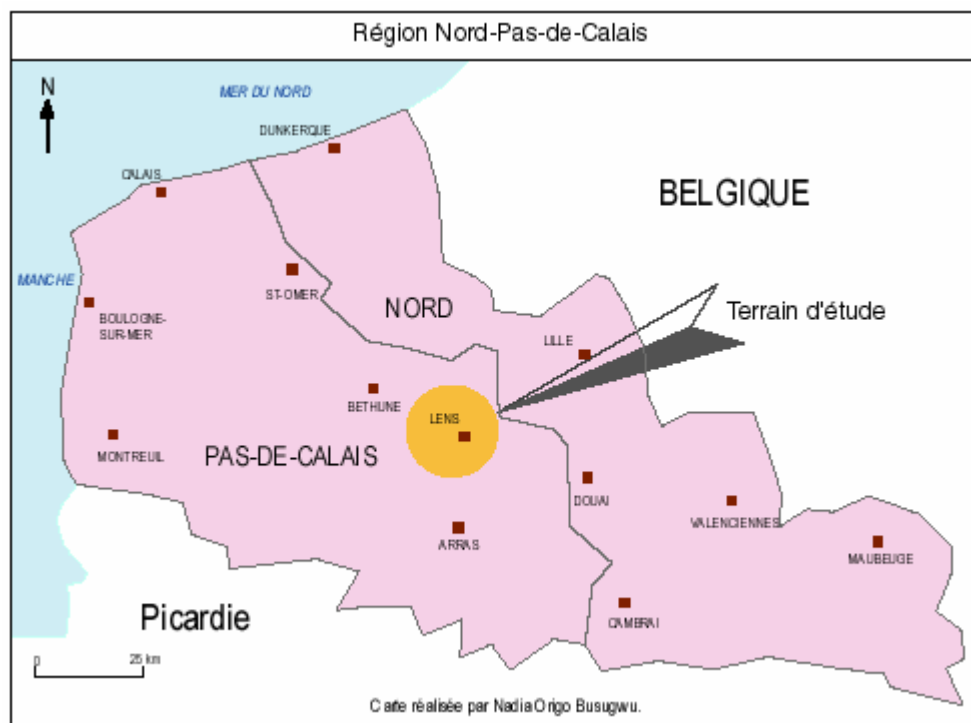 Région Nord-Pas-de-Calais
N
MER DU NORD
DUNKERQUE
CALAIS
BELGIQUE
MANCHE
ST-OMER
BOULOGNE-
SUR-MER
NORD
Terrain d'étude
LILLE
BETHUNE
LENS
MONTREUIL
PAS-DE-CALAIS
DOUAI
VALENCIENNES
ARRAS
MAUBEUGE
Picardie
CAMBRAI
0 25 km
Carte réalisée par Nadia Origo Busugwu.